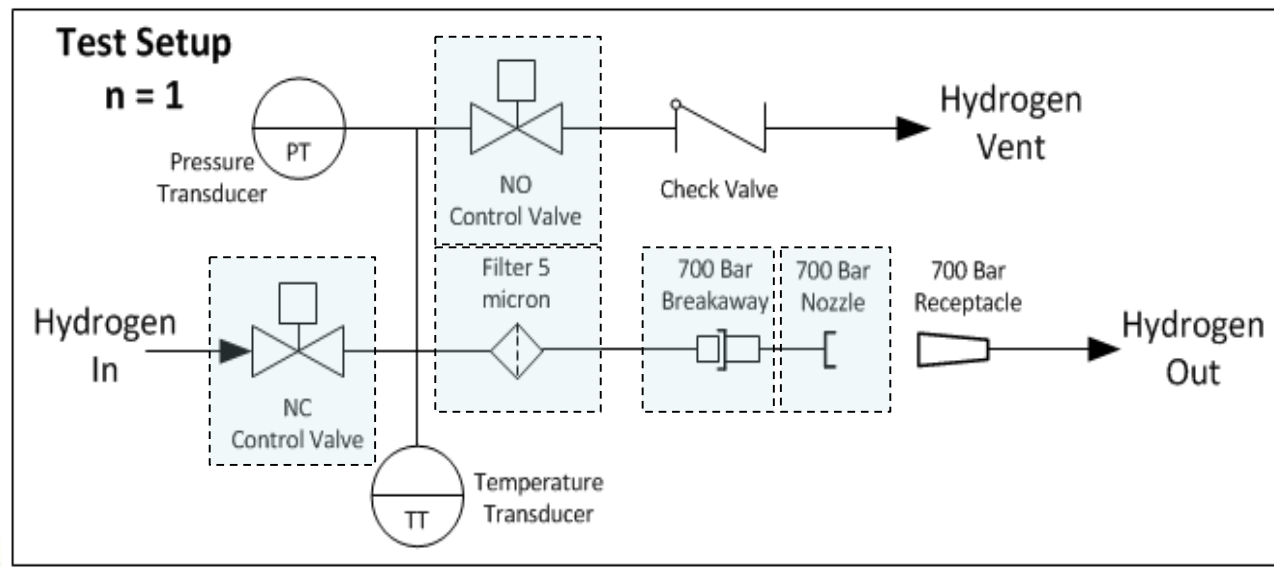 Test Setup
n = 1
PT
Pressure
Transducer
NO
Control Valve
Check Valve
Hydrogen
Vent
Hydrogen
In
NC
Control Valve
Filter 5
micron
700 Bar
Breakaway
700 Bar
Nozzle
700 Bar
Receptacle
Hydrogen
Out
TT
Temperature
Transducer